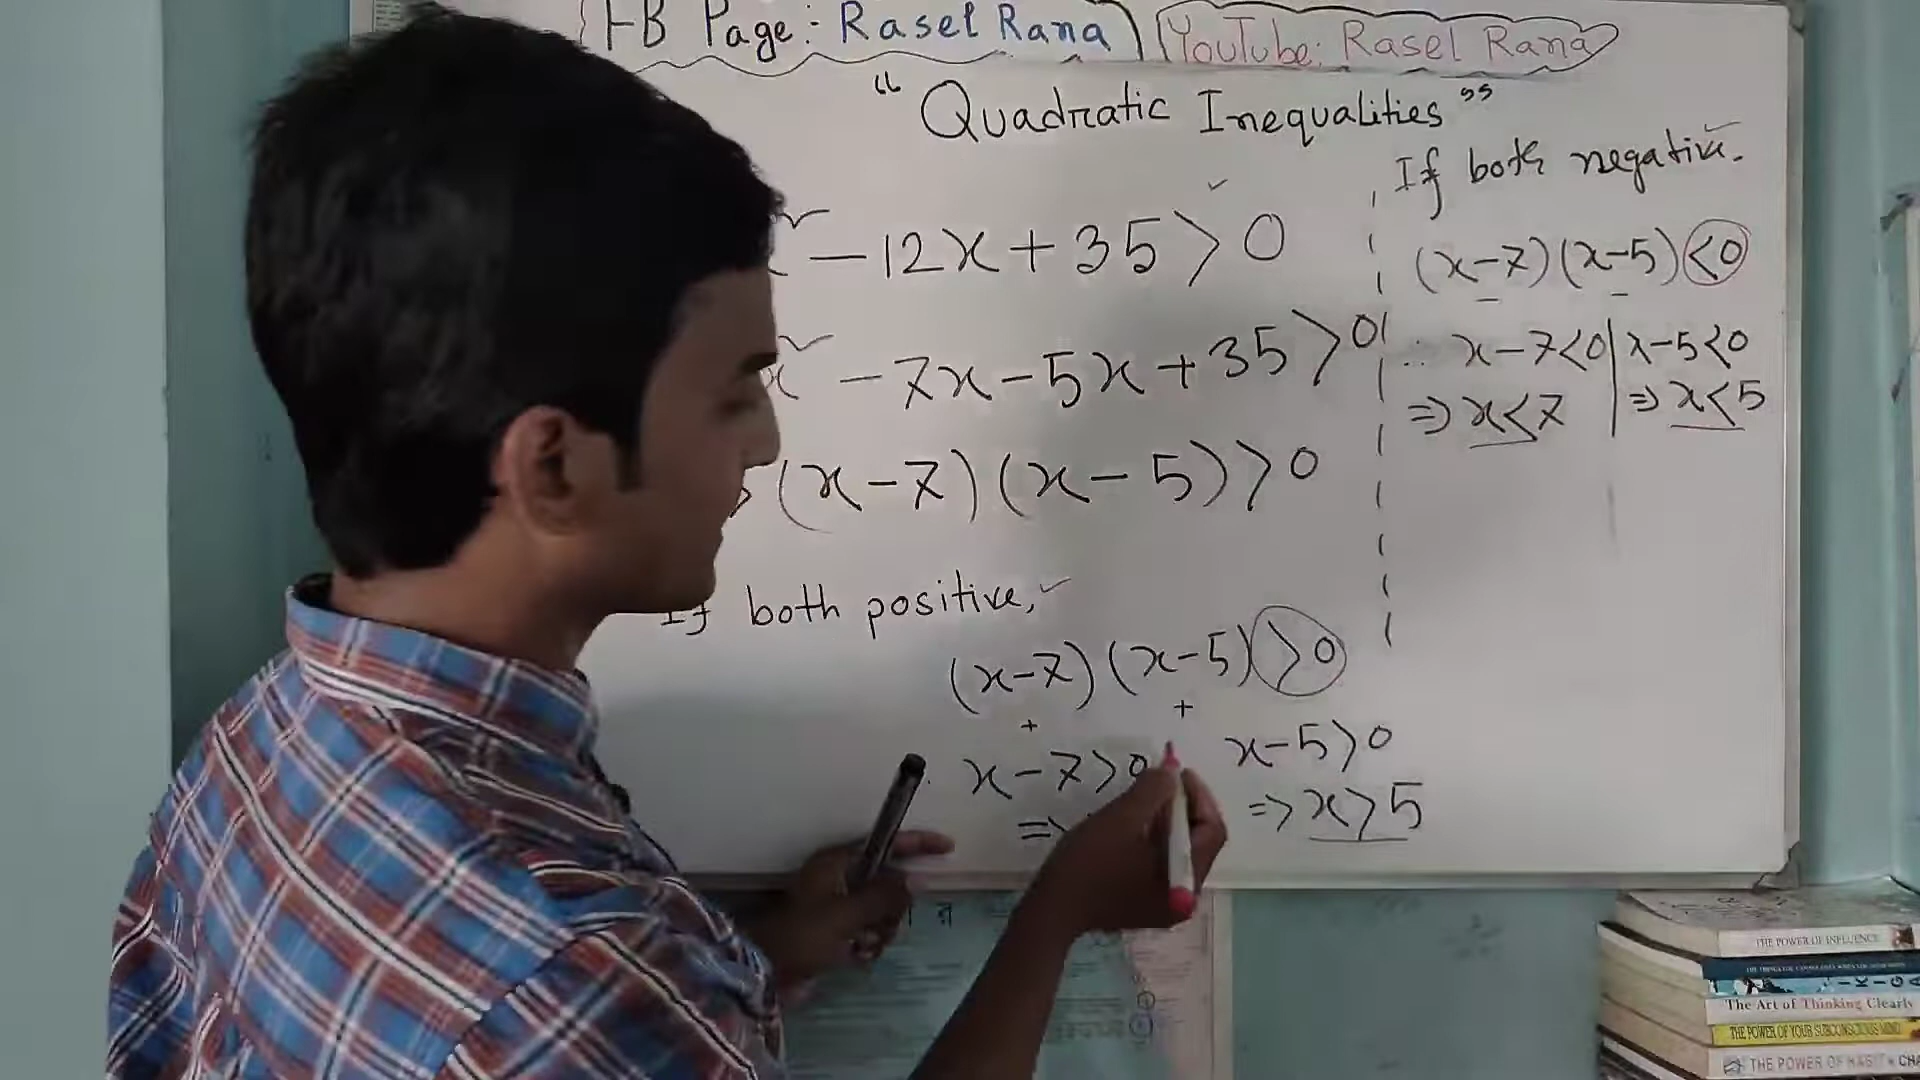 FB Page:- Rasel Rana
YouTube: Rasel Rana
"Quadratic Inequalities"
- 12x + 35 > 0
- 7x - 5x + 35 > 0
(x-7)(x-5) > 0
If both positive,
(x-7)(x-5) > 0
+ +
x-7>0 x-5>0
=> => x>5
If both negative.
(x-7)(x-5) <0
- -
∴ x-7<0 | x-5<0
=> x<7 | => x<5
র
THE POWER OF INFLUENCE
IKIGA
The Art of Thinking Clearly
THE POWER OF YOUR SUBCONSCIOUS MIND
THE POWER OF HABIT